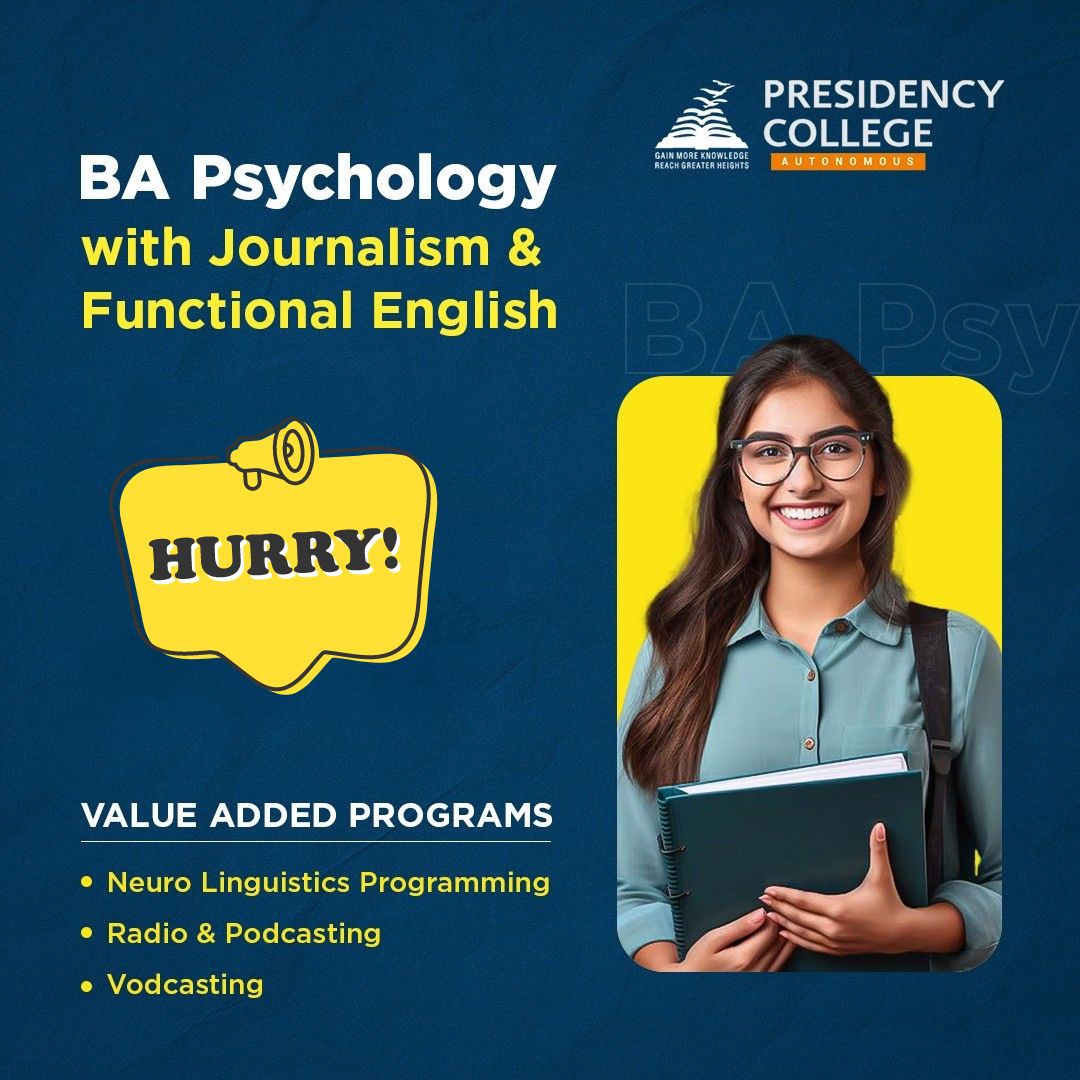 PRESIDENCY
COLLEGE
AUTONOMOUS
GAIN MORE KNOWLEDGE
REACH GREATER HEIGHTS
BA Psychology
with Journalism &
Functional English
BA Psy
HURRY!
VALUE ADDED PROGRAMS
• Neuro Linguistics Programming
• Radio & Podcasting
• Vodcasting